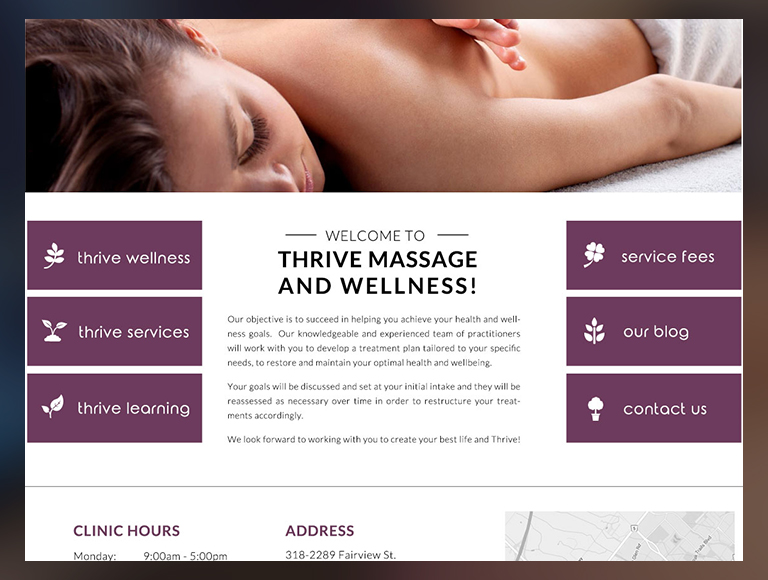 thrive wellness
thrive services
thrive learning
WELCOME TO
THRIVE MASSAGE
AND WELLNESS!
Our objective is to succeed in helping you achieve your health and well-
ness goals. Our knowledgeable and experienced team of practitioners
will work with you to develop a treatment plan tailored to your specific
needs, to restore and maintain your optimal health and wellbeing.
Your goals will be discussed and set at your initial intake and they will be
reassessed as necessary over time in order to restructure your treat-
ments accordingly.
We look forward to working with you to create your best life and Thrive!
service fees
our blog
contact us
CLINIC HOURS
Monday: 9:00am - 5:00pm
ADDRESS
318-2289 Fairview St.